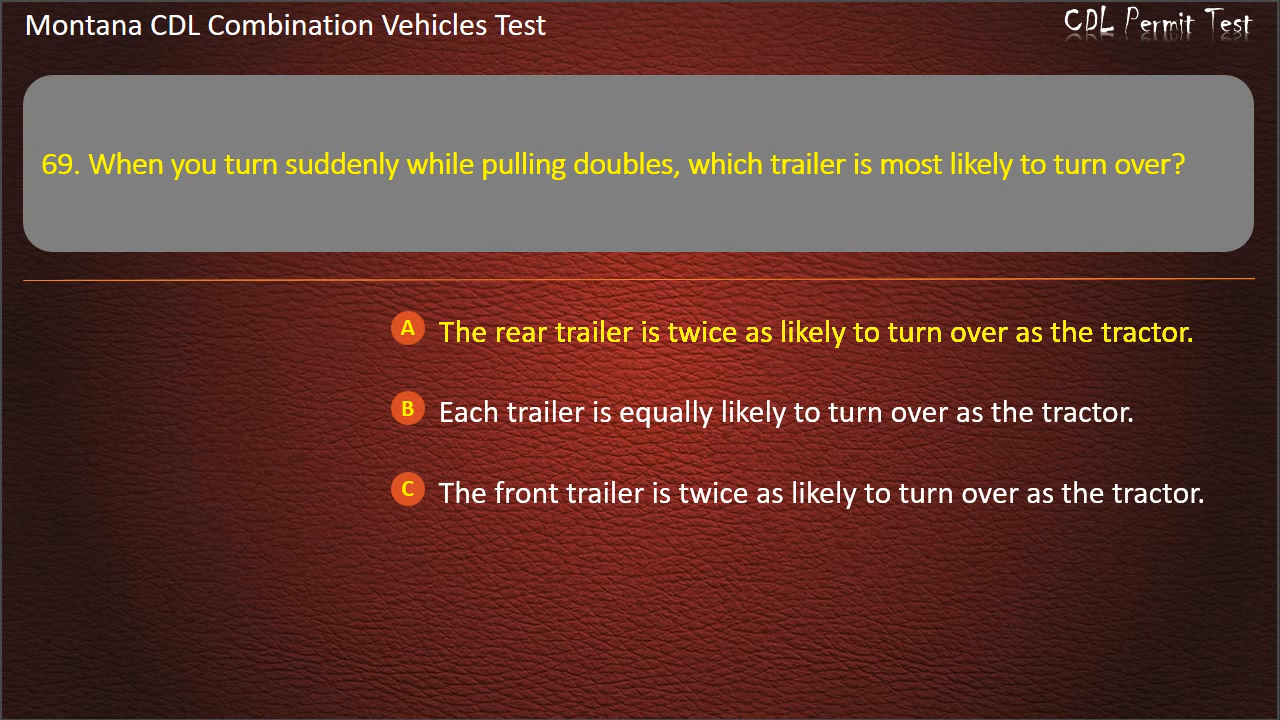 Montana CDL Combination Vehicles Test
CDL Permit Test
69. When you turn suddenly while pulling doubles, which trailer is most likely to turn over?
A The rear trailer is twice as likely to turn over as the tractor.
B Each trailer is equally likely to turn over as the tractor.
C The front trailer is twice as likely to turn over as the tractor.